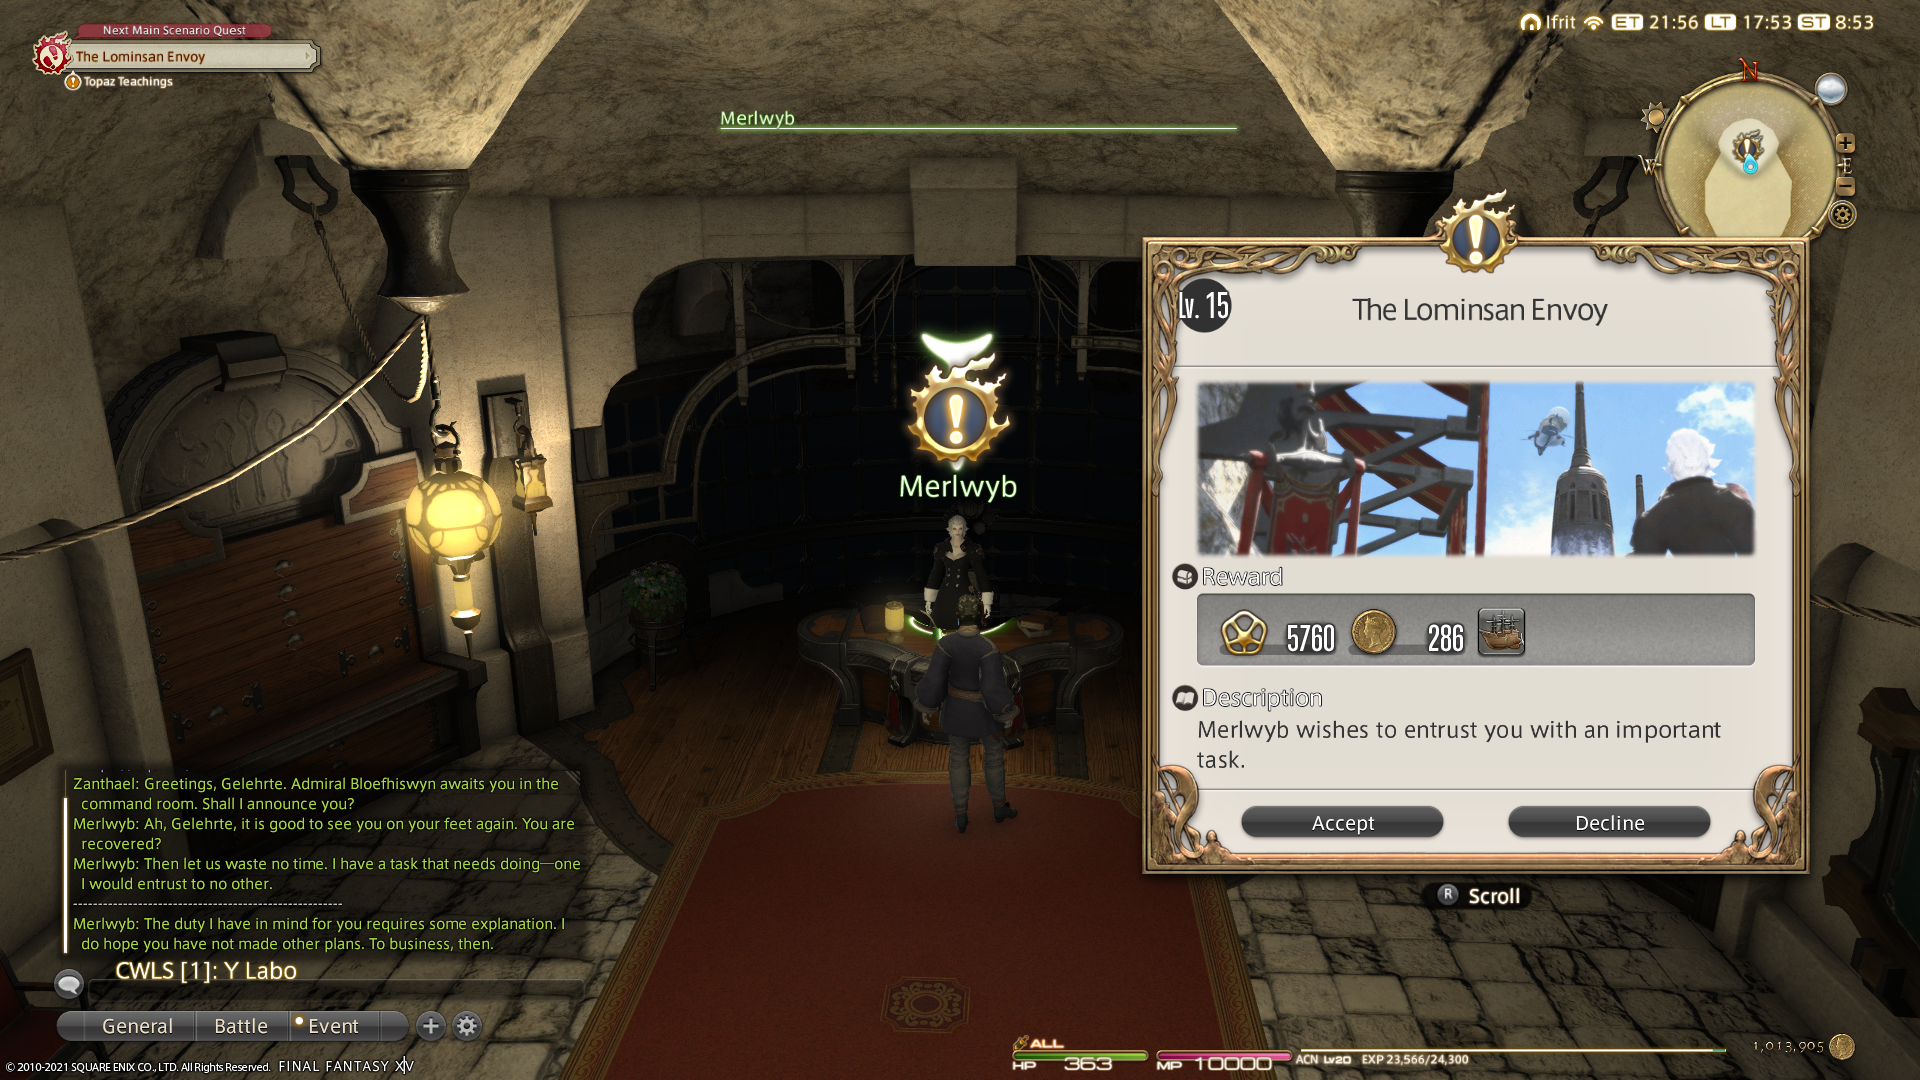 Next Main Scenario Quest
The Lominsan Envoy
Topaz Teachings
Ifrit ET 21:56 LT 17:53 ST 8:53
N
W
E
Merlwyb
Merlwyb
Lv. 15
The Lominsan Envoy
Reward
5760 286
Description
Merlwyb wishes to entrust you with an important
task.
Accept Decline
R Scroll
Zanthael: Greetings, Gelehrte. Admiral Bloefhiswyn awaits you in the
command room. Shall I announce you?
Merlwyb: Ah, Gelehrte, it is good to see you on your feet again. You are
recovered?
Merlwyb: Then let us waste no time. I have a task that needs doing—one
I would entrust to no other.
------------------------------------------------------
Merlwyb: The duty I have in mind for you requires some explanation. I
do hope you have not made other plans. To business, then.
CWLS [1]: Y Labo
General Battle Event
© 2010-2021 SQUARE ENIX CO., LTD. All Rights Reserved. FINAL FANTASY XIV
ALL
HP 363 MP 10000 ACN Lv20 EXP 23,566/24,300
1,013,905